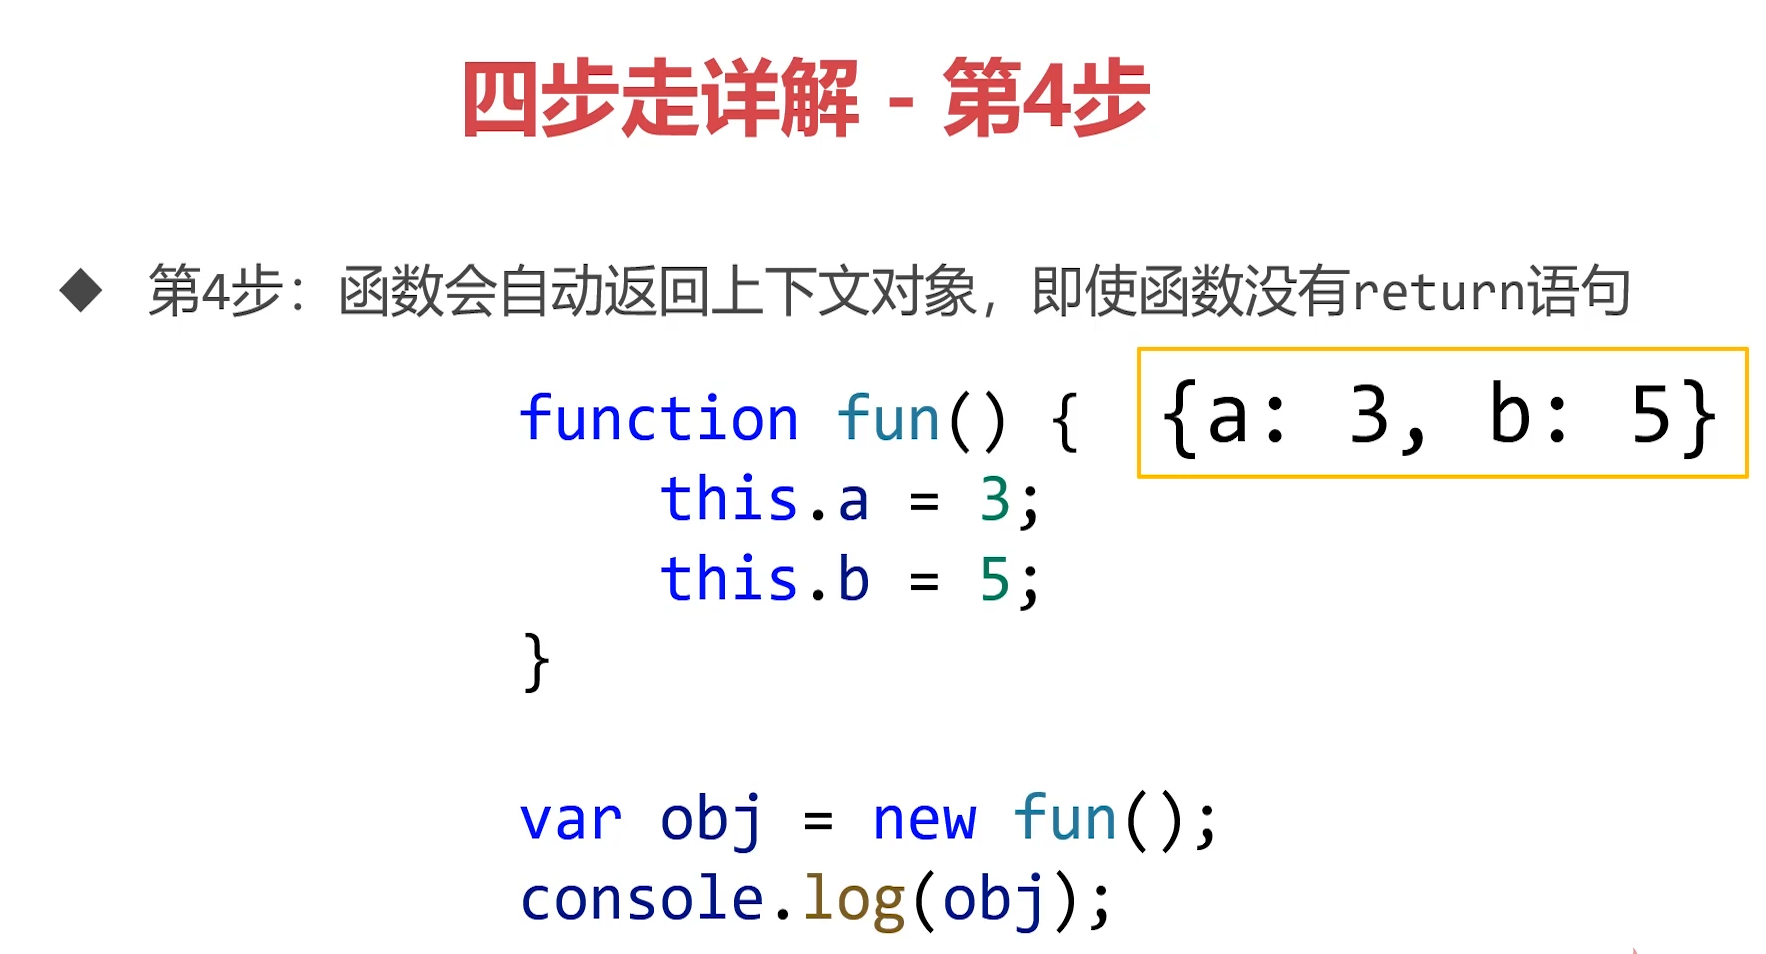 四步走详解 - 第4步
◆ 第4步：函数会自动返回上下文对象，即使函数没有return语句
{a: 3, b: 5}
function fun() {
    this.a = 3;
    this.b = 5;
}
var obj = new fun();
console.log(obj);